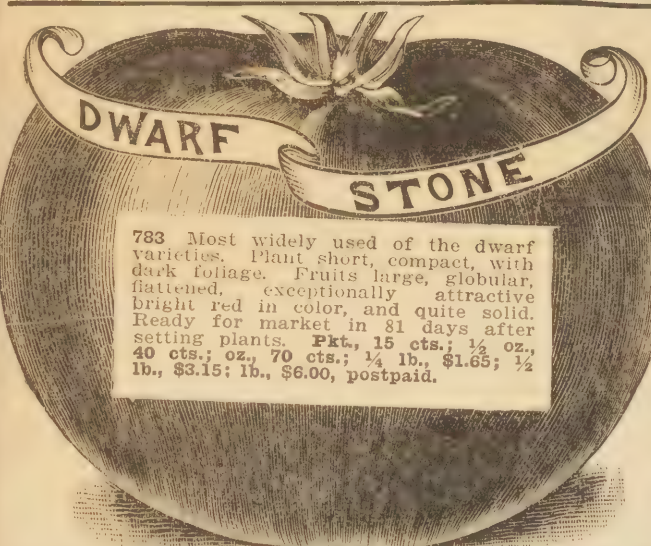 DWARF
STONE
783 Most widely used of the dwarf
varieties. Plant short, compact, with
dark foliage. Fruits large, globular,
flattened, exceptionally attractive
bright red in color, and quite solid.
Ready for market in 81 days after
setting plants. Pkt., 15 cts.; ½ oz.,
40 cts.; oz., 70 cts.; ¼ lb., $1.65; ½
lb., $3.15; lb., $6.00, postpaid.